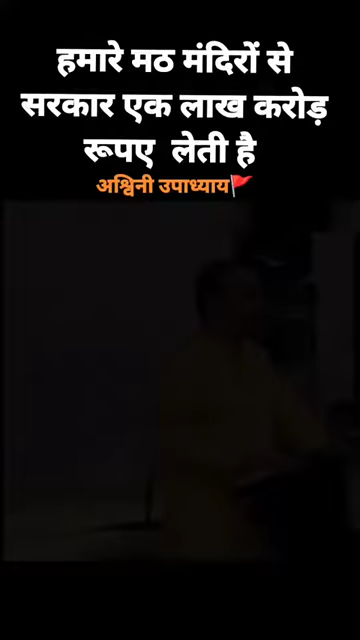 हमारे मठ मंदिरों से
सरकार एक लाख करोड़
रूपए लेती है
अश्विनी उपाध्याय🚩